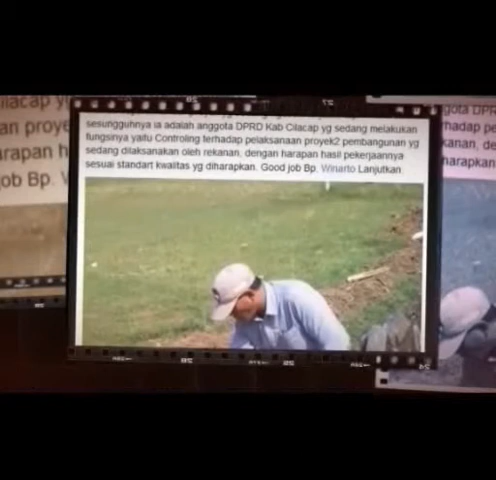 sesungguhnya ia adalah anggota DPRD Kab Cilacap yg sedang melakukan
fungsinya yaitu Controling terhadap pelaksanaan proyek2 pembangunan yg
sedang dilaksanakan oleh rekanan, dengan harapan hasil pekerjaannya
sesuai standart kwalitas yg diharapkan. Good job Bp. Winarto Lanjutkan